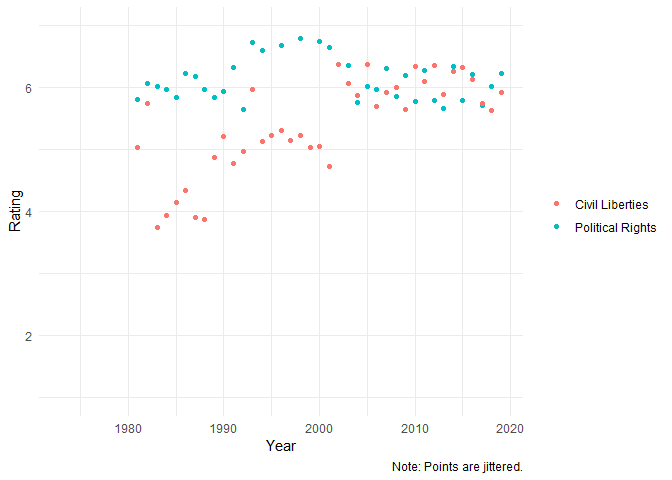 6
4
2
Rating
1980 1990 2000 2010 2020
Year
Civil Liberties
Political Rights
Note: Points are jittered.